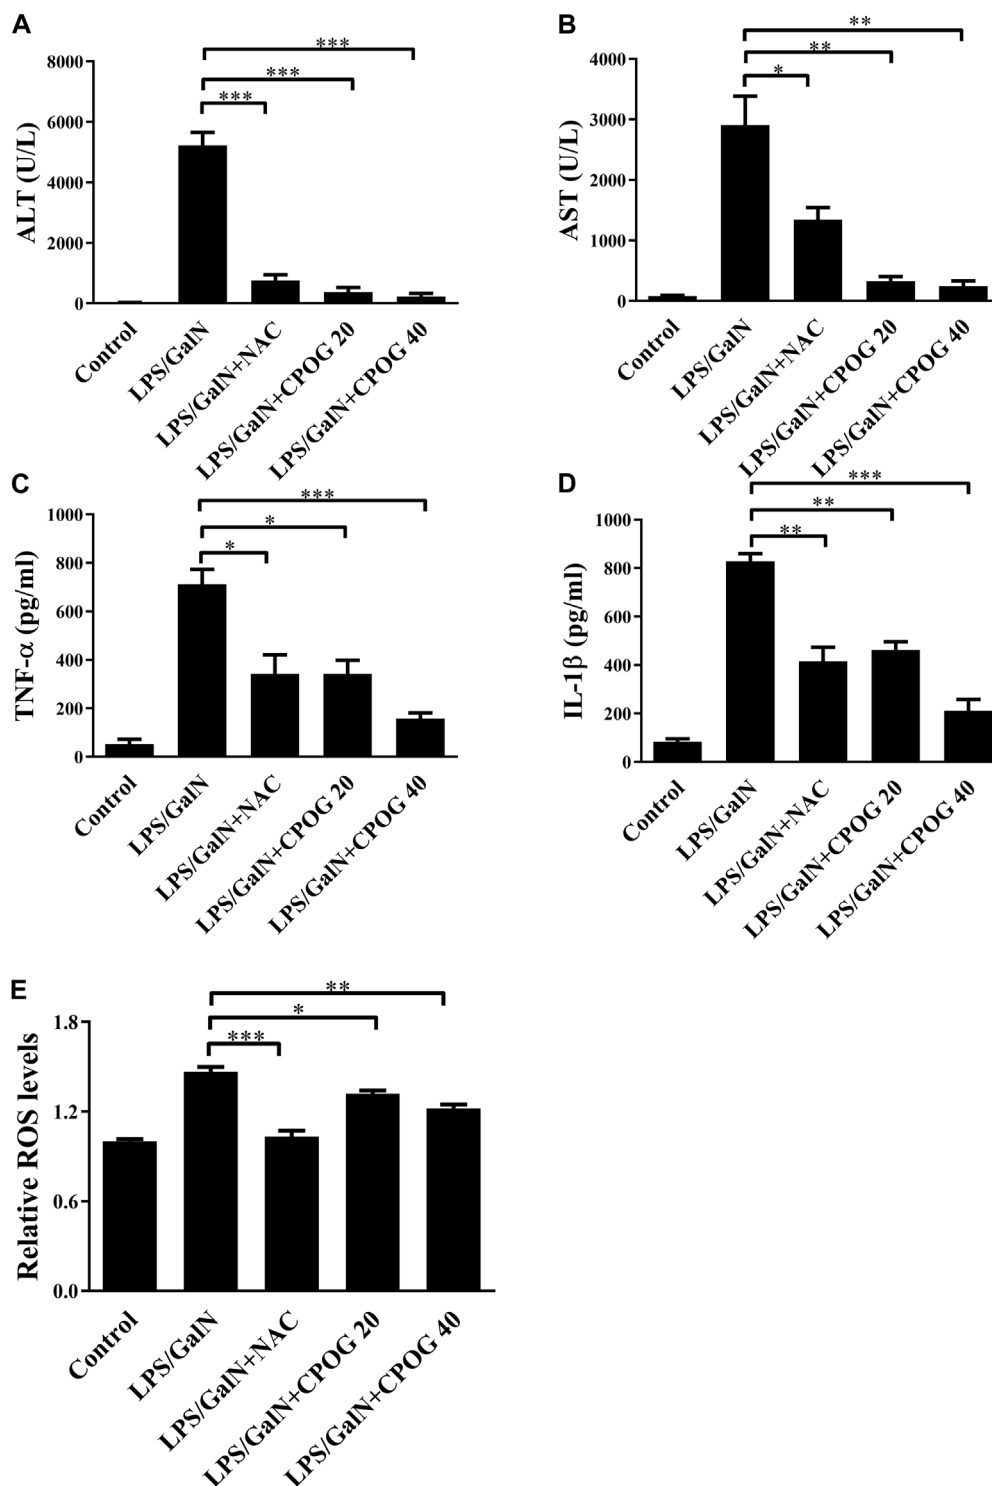 A
ALT (U/L)
8000
6000
4000
2000
0
***
***
***
Control
LPS/GalN
LPS/GalN+NAC
LPS/GalN+CPOG 20
LPS/GalN+CPOG 40
B
AST (U/L)
4000
3000
2000
1000
0
**
**
*
Control
LPS/GalN
LPS/GalN+NAC
LPS/GalN+CPOG 20
LPS/GalN+CPOG 40
C
TNF-α (pg/ml)
1000
800
600
400
200
0
***
*
*
Control
LPS/GalN
LPS/GalN+NAC
LPS/GalN+CPOG 20
LPS/GalN+CPOG 40
D
IL-1β (pg/ml)
1000
800
600
400
200
0
***
**
**
Control
LPS/GalN
LPS/GalN+NAC
LPS/GalN+CPOG 20
LPS/GalN+CPOG 40
E
Relative ROS levels
1.8
1.2
0.6
0.0
**
*
***
Control
LPS/GalN
LPS/GalN+NAC
LPS/GalN+CPOG 20
LPS/GalN+CPOG 40